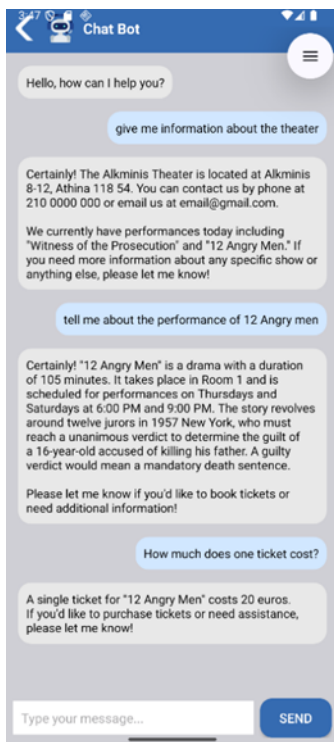 3:47
Chat Bot
Hello, how can I help you?
give me information about the theater
Certainly! The Alkminis Theater is located at Alkminis
8-12, Athina 118 54. You can contact us by phone at
210 0000 000 or email us at email@gmail.com.
We currently have performances today including
"Witness of the Prosecution" and "12 Angry Men." If
you need more information about any specific show or
anything else, please let me know!
tell me about the performance of 12 Angry men
Certainly! "12 Angry Men" is a drama with a duration
of 105 minutes. It takes place in Room 1 and is
scheduled for performances on Thursdays and
Saturdays at 6:00 PM and 9:00 PM. The story revolves
around twelve jurors in 1957 New York, who must
reach a unanimous verdict to determine the guilt of
a 16-year-old accused of killing his father. A guilty
verdict would mean a mandatory death sentence.
Please let me know if you'd like to book tickets or
need additional information!
How much does one ticket cost?
A single ticket for "12 Angry Men" costs 20 euros.
If you'd like to purchase tickets or need assistance,
please let me know!
Type your message...
SEND